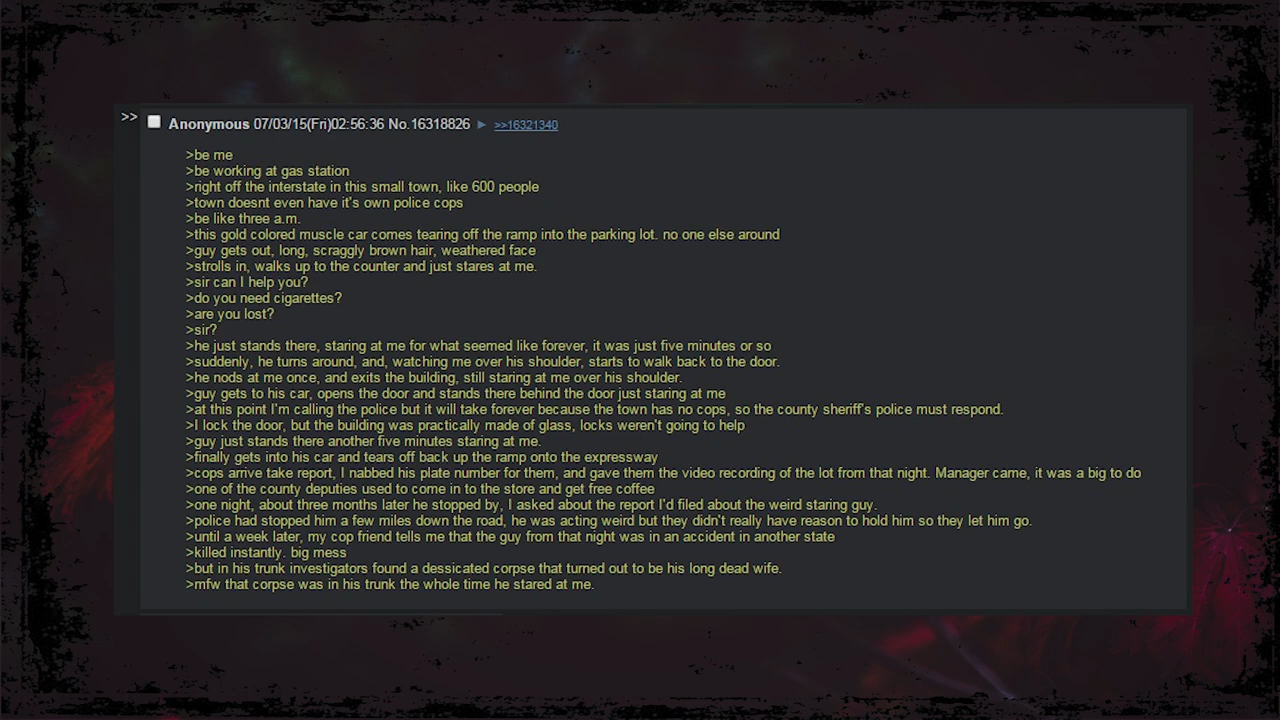 >> Anonymous 07/03/15(Fri)02:56:36 No.16318826 ► >>16321340
>be me
>be working at gas station
>right off the interstate in this small town, like 600 people
>town doesnt even have it's own police cops
>be like three a.m.
>this gold colored muscle car comes tearing off the ramp into the parking lot. no one else around
>guy gets out, long, scraggly brown hair, weathered face
>strolls in, walks up to the counter and just stares at me.
>sir can I help you?
>do you need cigarettes?
>are you lost?
>sir?
>he just stands there, staring at me for what seemed like forever, it was just five minutes or so
>suddenly, he turns around, and, watching me over his shoulder, starts to walk back to the door.
>he nods at me once, and exits the building, still staring at me over his shoulder.
>guy gets to his car, opens the door and stands there behind the door just staring at me
>at this point I'm calling the police but it will take forever because the town has no cops, so the county sheriff's police must respond.
>I lock the door, but the building was practically made of glass, locks weren't going to help
>guy just stands there another five minutes staring at me.
>finally gets into his car and tears off back up the ramp onto the expressway
>cops arrive take report, I nabbed his plate number for them, and gave them the video recording of the lot from that night. Manager came, it was a big to do
>one of the county deputies used to come in to the store and get free coffee
>one night, about three months later he stopped by, I asked about the report I'd filed about the weird staring guy.
>police had stopped him a few miles down the road, he was acting weird but they didn't really have reason to hold him so they let him go.
>until a week later, my cop friend tells me that the guy from that night was in an accident in another state
>killed instantly. big mess
>but in his trunk investigators found a dessicated corpse that turned out to be his long dead wife.
>mfw that corpse was in his trunk the whole time he stared at me.